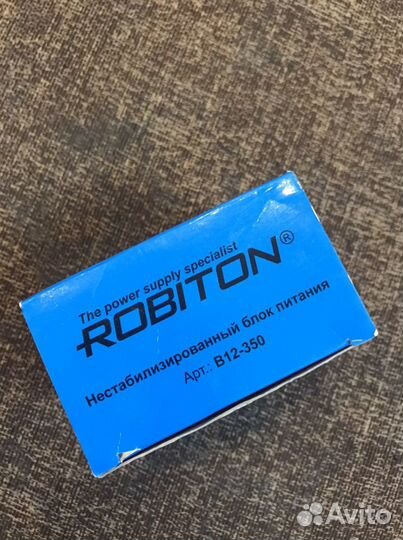 The power supply specialist
ROBITON®
Нестабилизированный блок питания
Арт.: B12-350
Avito